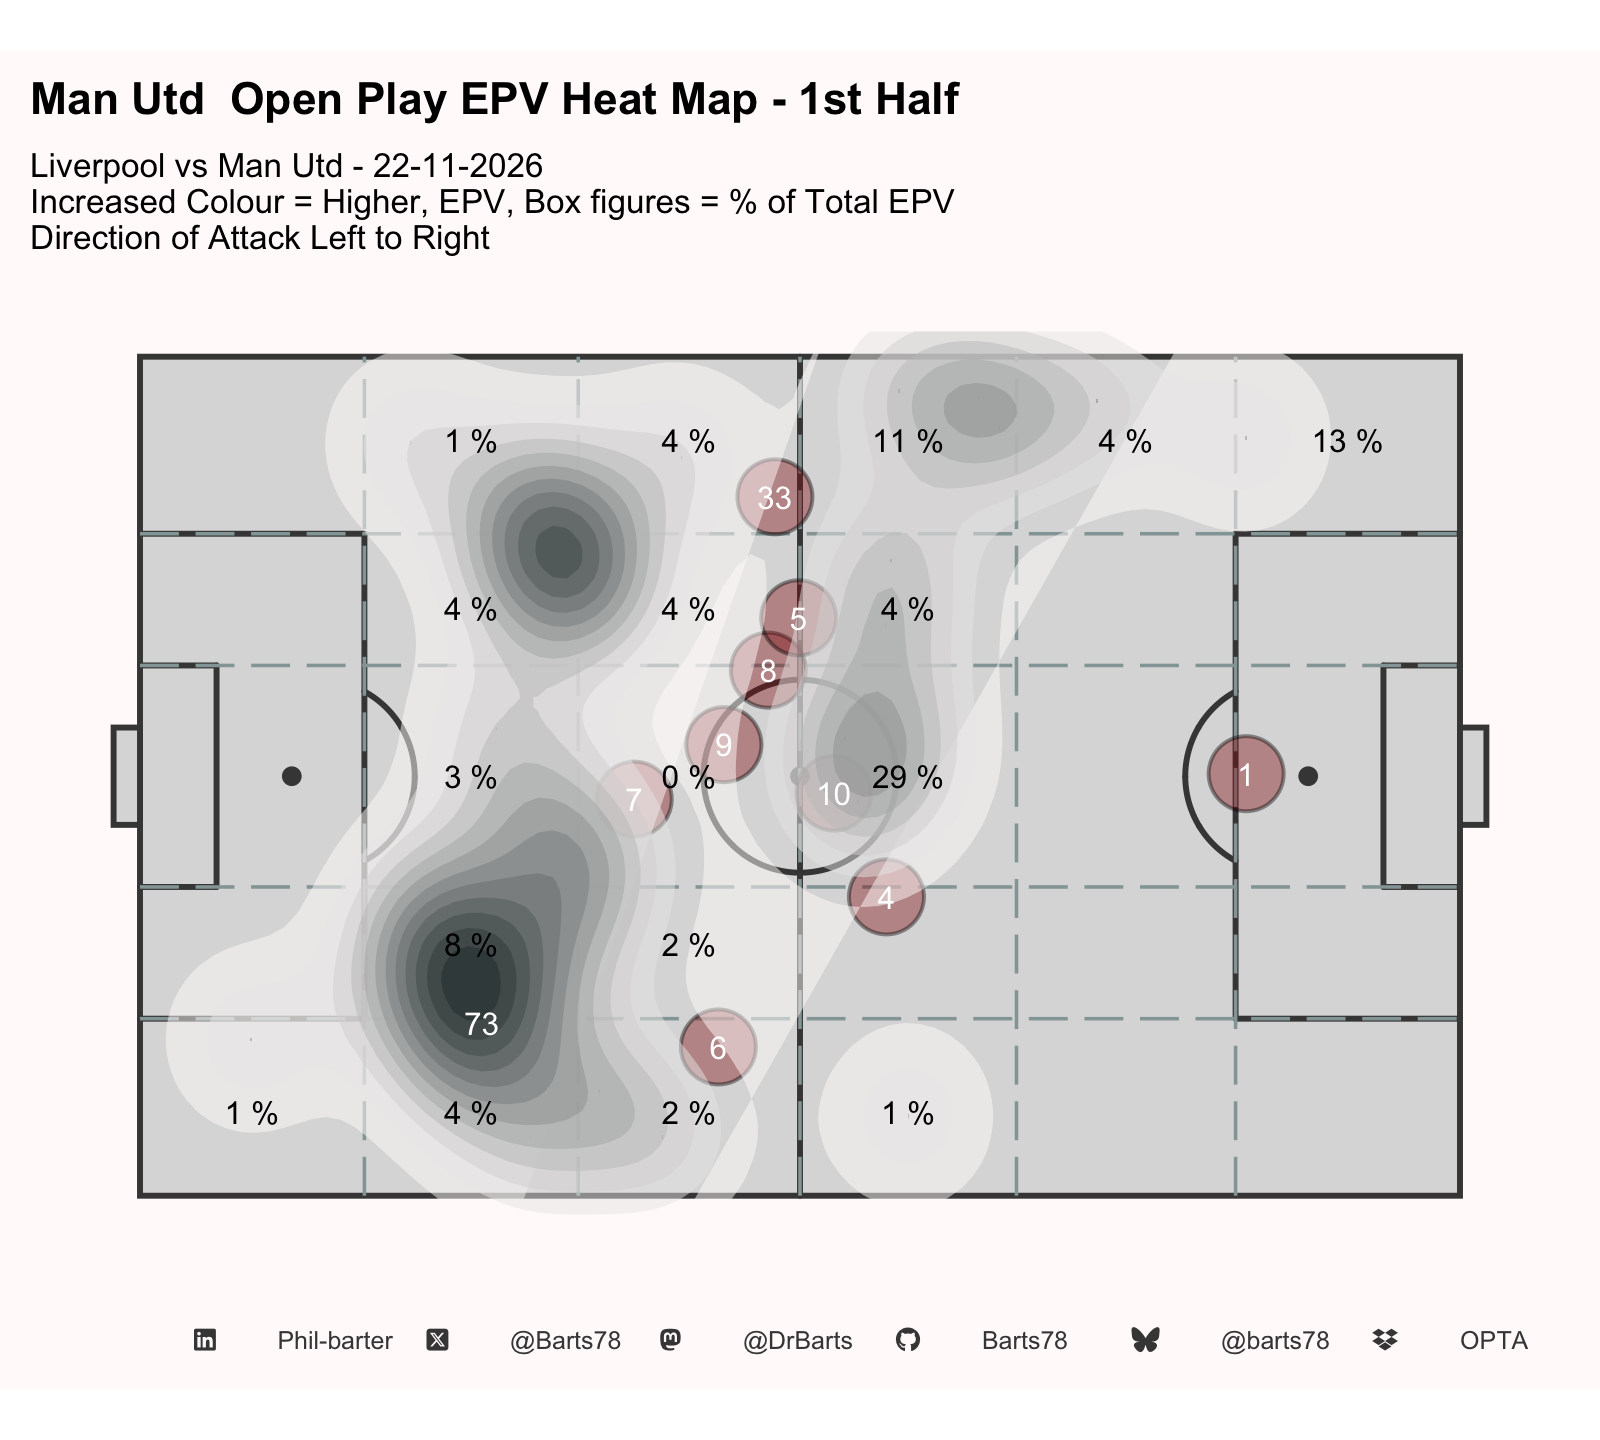 Man Utd  Open Play EPV Heat Map - 1st Half
Liverpool vs Man Utd - 22-11-2026
Increased Colour = Higher, EPV, Box figures = % of Total EPV
Direction of Attack Left to Right
1 % 4 % 11 % 4 % 13 %
33
4 % 4 % 5 4 %
8
9
3 % 7 0 % 10 29 % 1
4
8 % 2 %
73
6
1 % 4 % 2 % 1 %
Phil-barter @Barts78 @DrBarts Barts78 @barts78 OPTA